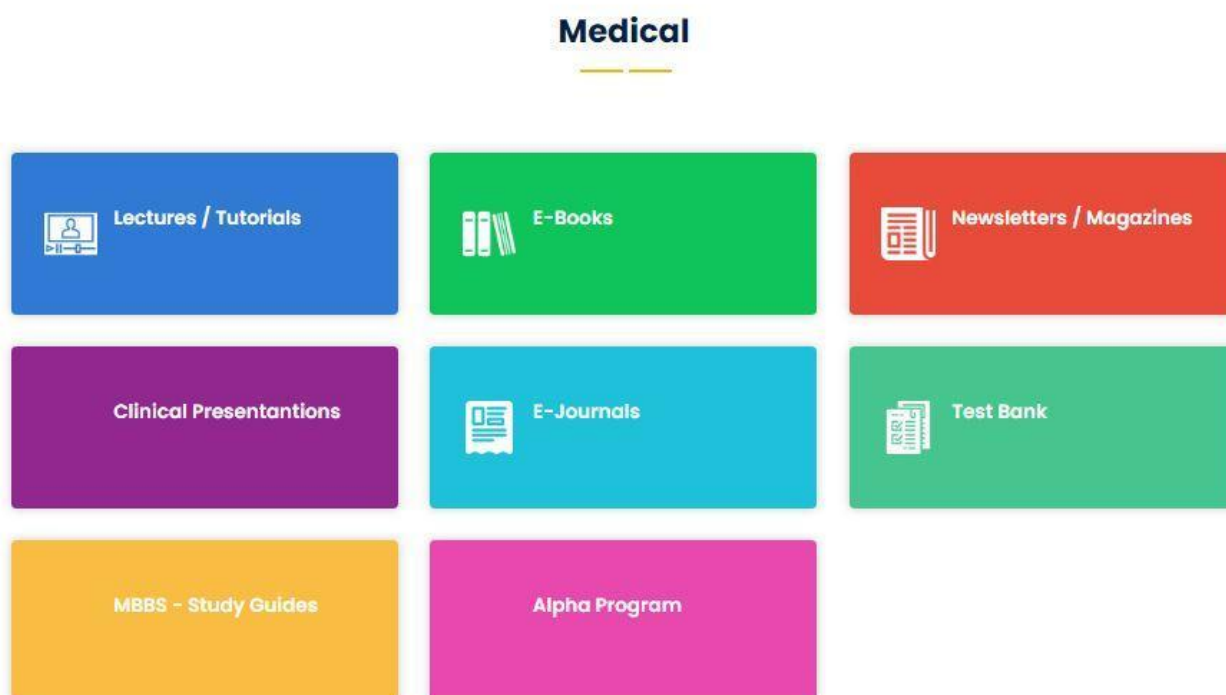 Medical
Lectures / Tutorials
E-Books
Newsletters / Magazines
Clinical Presentantions
E-Journals
Test Bank
MBBS - Study Guides
Alpha Program